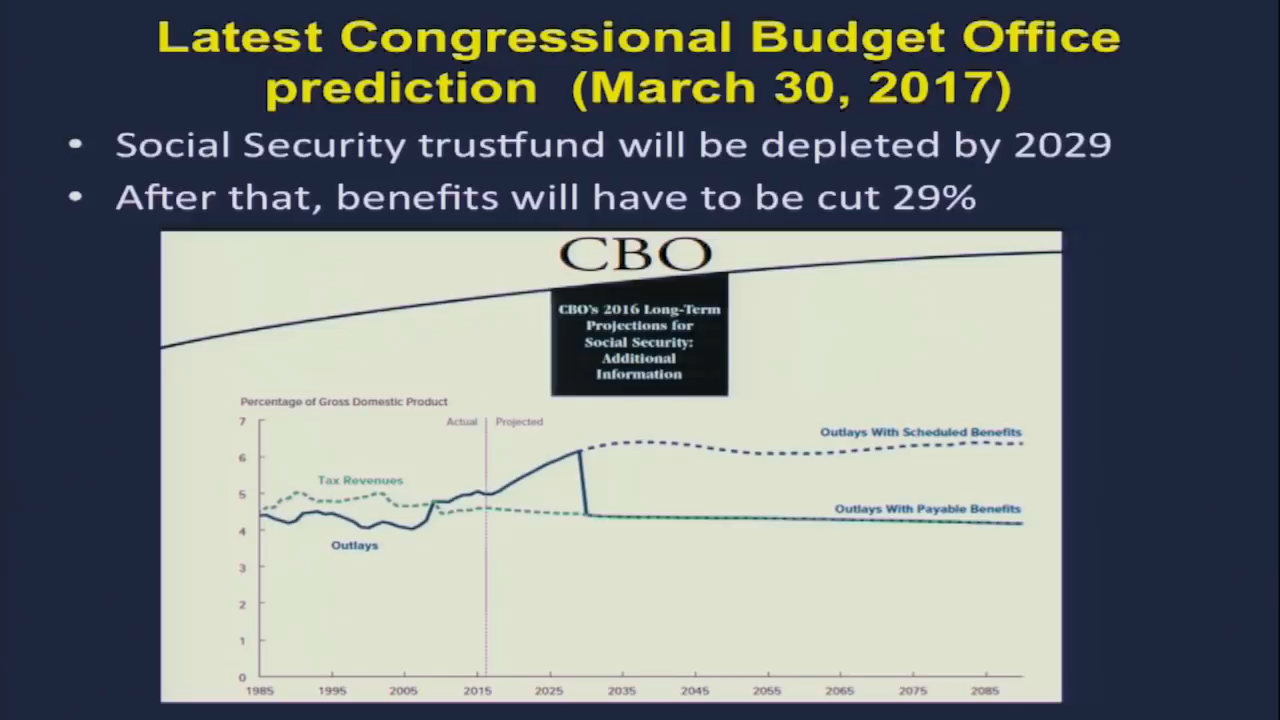 Latest Congressional Budget Office
prediction (March 30, 2017)
• Social Security trustfund will be depleted by 2029
• After that, benefits will have to be cut 29%
CBO
CBO's 2016 Long-Term
Projections for
Social Security:
Additional
Information
Percentage of Gross Domestic Product
7
Actual
Projected
Outlays With Scheduled Benefits
6
Tax Revenues
5
Outlays With Payable Benefits
4
Outlays
3
2
1
0
1985 1995 2005 2015 2025 2035 2045 2055 2065 2075 2085